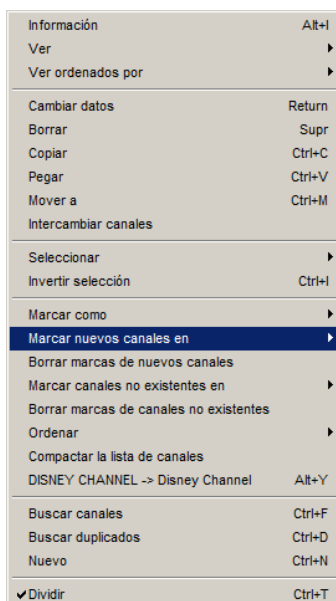 Información Alt+I
Ver
Ver ordenados por
Cambiar datos Return
Borrar Supr
Copiar Ctrl+C
Pegar Ctrl+V
Mover a Ctrl+M
Intercambiar canales
Seleccionar
Invertir selección Ctrl+I
Marcar como
Marcar nuevos canales en
Borrar marcas de nuevos canales
Marcar canales no existentes en
Borrar marcas de canales no existentes
Ordenar
Compactar la lista de canales
DISNEY CHANNEL -> Disney Channel Alt+Y
Buscar canales Ctrl+F
Buscar duplicados Ctrl+D
Nuevo Ctrl+N
Dividir Ctrl+T